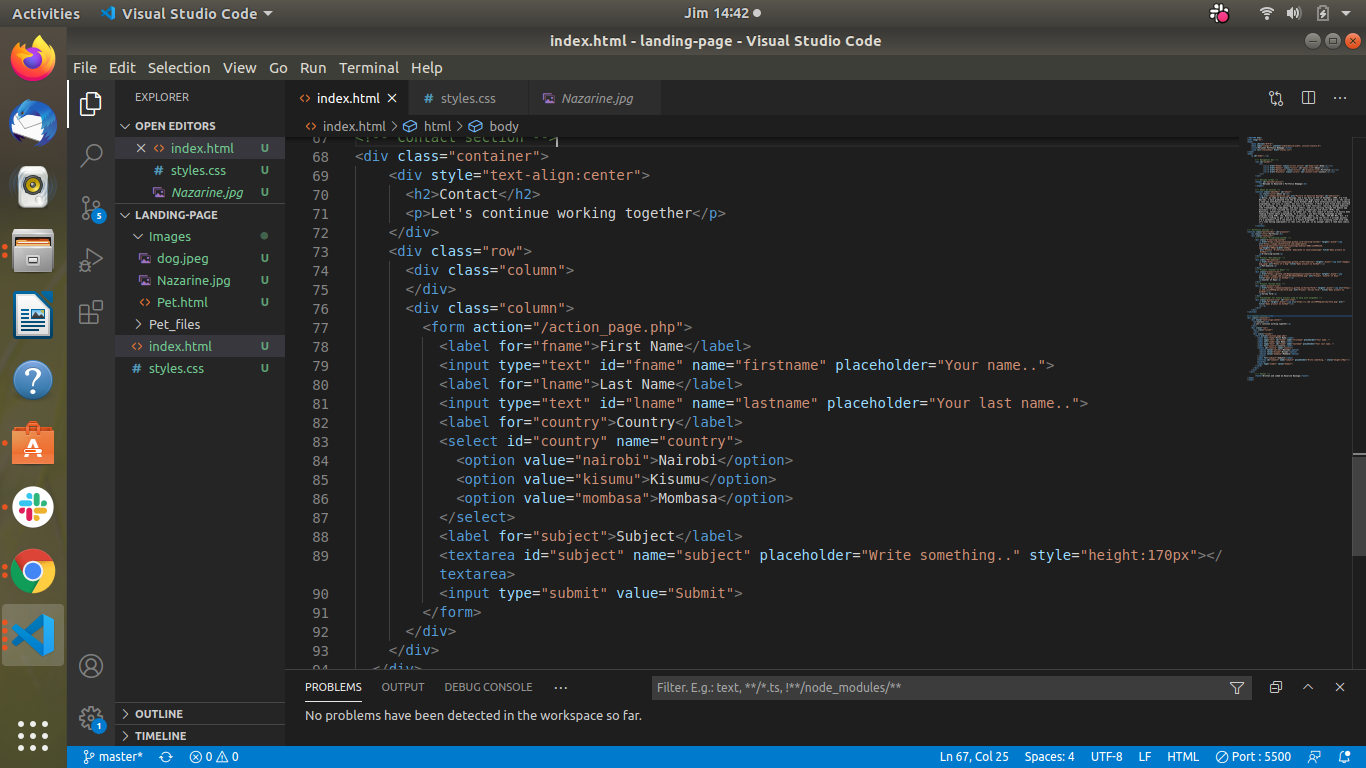 Activities
Visual Studio Code
Jim 14:42
index.html - landing-page - Visual Studio Code
File Edit Selection View Go Run Terminal Help
EXPLORER
OPEN EDITORS
index.html U
styles.css U
Nazarine.jpg U
LANDING-PAGE
Images
dog.jpeg U
Nazarine.jpg U
Pet.html U
Pet_files
index.html U
styles.css U
OUTLINE
TIMELINE
5
1
index.html
# styles.css
Nazarine.jpg
index.html > html > body
67 <!-- Contact section -->
68 <div class="container">
69 <div style="text-align:center">
70 <h2>Contact</h2>
71 <p>Let's continue working together</p>
72 </div>
73 <div class="row">
74 <div class="column">
75 </div>
76 <div class="column">
77 <form action="/action_page.php">
78 <label for="fname">First Name</label>
79 <input type="text" id="fname" name="firstname" placeholder="Your name..">
80 <label for="lname">Last Name</label>
81 <input type="text" id="lname" name="lastname" placeholder="Your last name..">
82 <label for="country">Country</label>
83 <select id="country" name="country">
84 <option value="nairobi">Nairobi</option>
85 <option value="kisumu">Kisumu</option>
86 <option value="mombasa">Mombasa</option>
87 </select>
88 <label for="subject">Subject</label>
89 <textarea id="subject" name="subject" placeholder="Write something.." style="height:170px"></
textarea>
90 <input type="submit" value="Submit">
91 </form>
92 </div>
93 </div>
94 </div>
PROBLEMS OUTPUT DEBUG CONSOLE ...
Filter. E.g.: text, **/*.ts, !**/node_modules/**
No problems have been detected in the workspace so far.
master* 0 0
Ln 67, Col 25 Spaces: 4 UTF-8 LF HTML Port : 5500